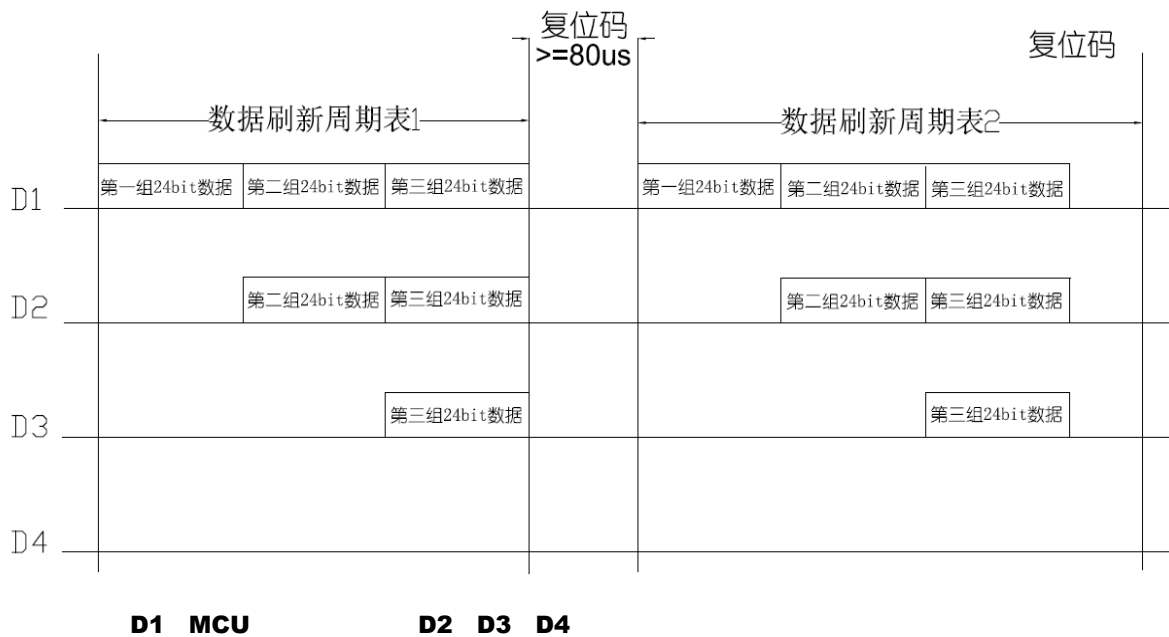 复位码
>=80us
复位码
数据刷新周期表1
数据刷新周期表2
D1
第一组24bit数据
第二组24bit数据
第三组24bit数据
第一组24bit数据
第二组24bit数据
第三组24bit数据
D2
第二组24bit数据
第三组24bit数据
第二组24bit数据
第三组24bit数据
D3
第三组24bit数据
第三组24bit数据
D4
D1 MCU D2 D3 D4